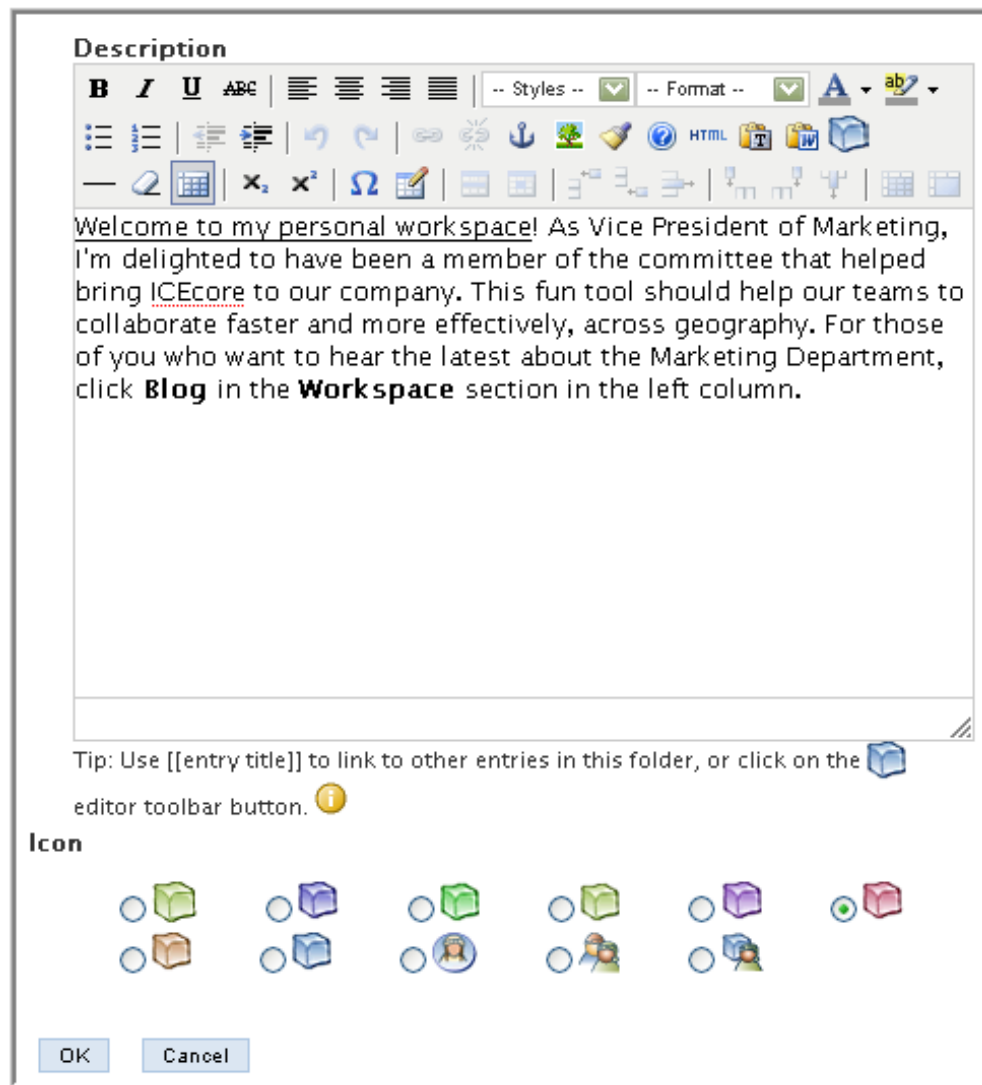 Description
B I U ABC -- Styles -- -- Format -- A ab
HTML T W
x₂ x² Ω
Welcome to my personal workspace! As Vice President of Marketing,
I'm delighted to have been a member of the committee that helped
bring ICEcore to our company. This fun tool should help our teams to
collaborate faster and more effectively, across geography. For those
of you who want to hear the latest about the Marketing Department,
click Blog in the Workspace section in the left column.
Tip: Use [[entry title]] to link to other entries in this folder, or click on the
editor toolbar button.
Icon
OK Cancel